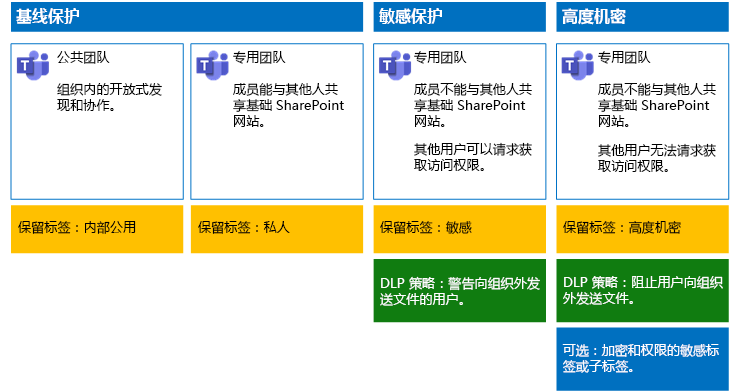 基线保护
敏感保护
高度机密
公共团队
组织内的开放式发
现和协作。
专用团队
成员能与其他人共
享基础 SharePoint
网站。
专用团队
成员不能与其他人共
享基础 SharePoint
网站。
其他用户可以请求获
取访问权限。
专用团队
成员不能与其他人共
享基础 SharePoint
网站。
其他用户无法请求获
取访问权限。
保留标签：内部公用
保留标签：私人
保留标签：敏感
保留标签：高度机密
DLP 策略：警告向组织外发
送文件的用户。
DLP 策略：阻止用户向组织
外发送文件。
可选：加密和权限的敏感标
签或子标签。